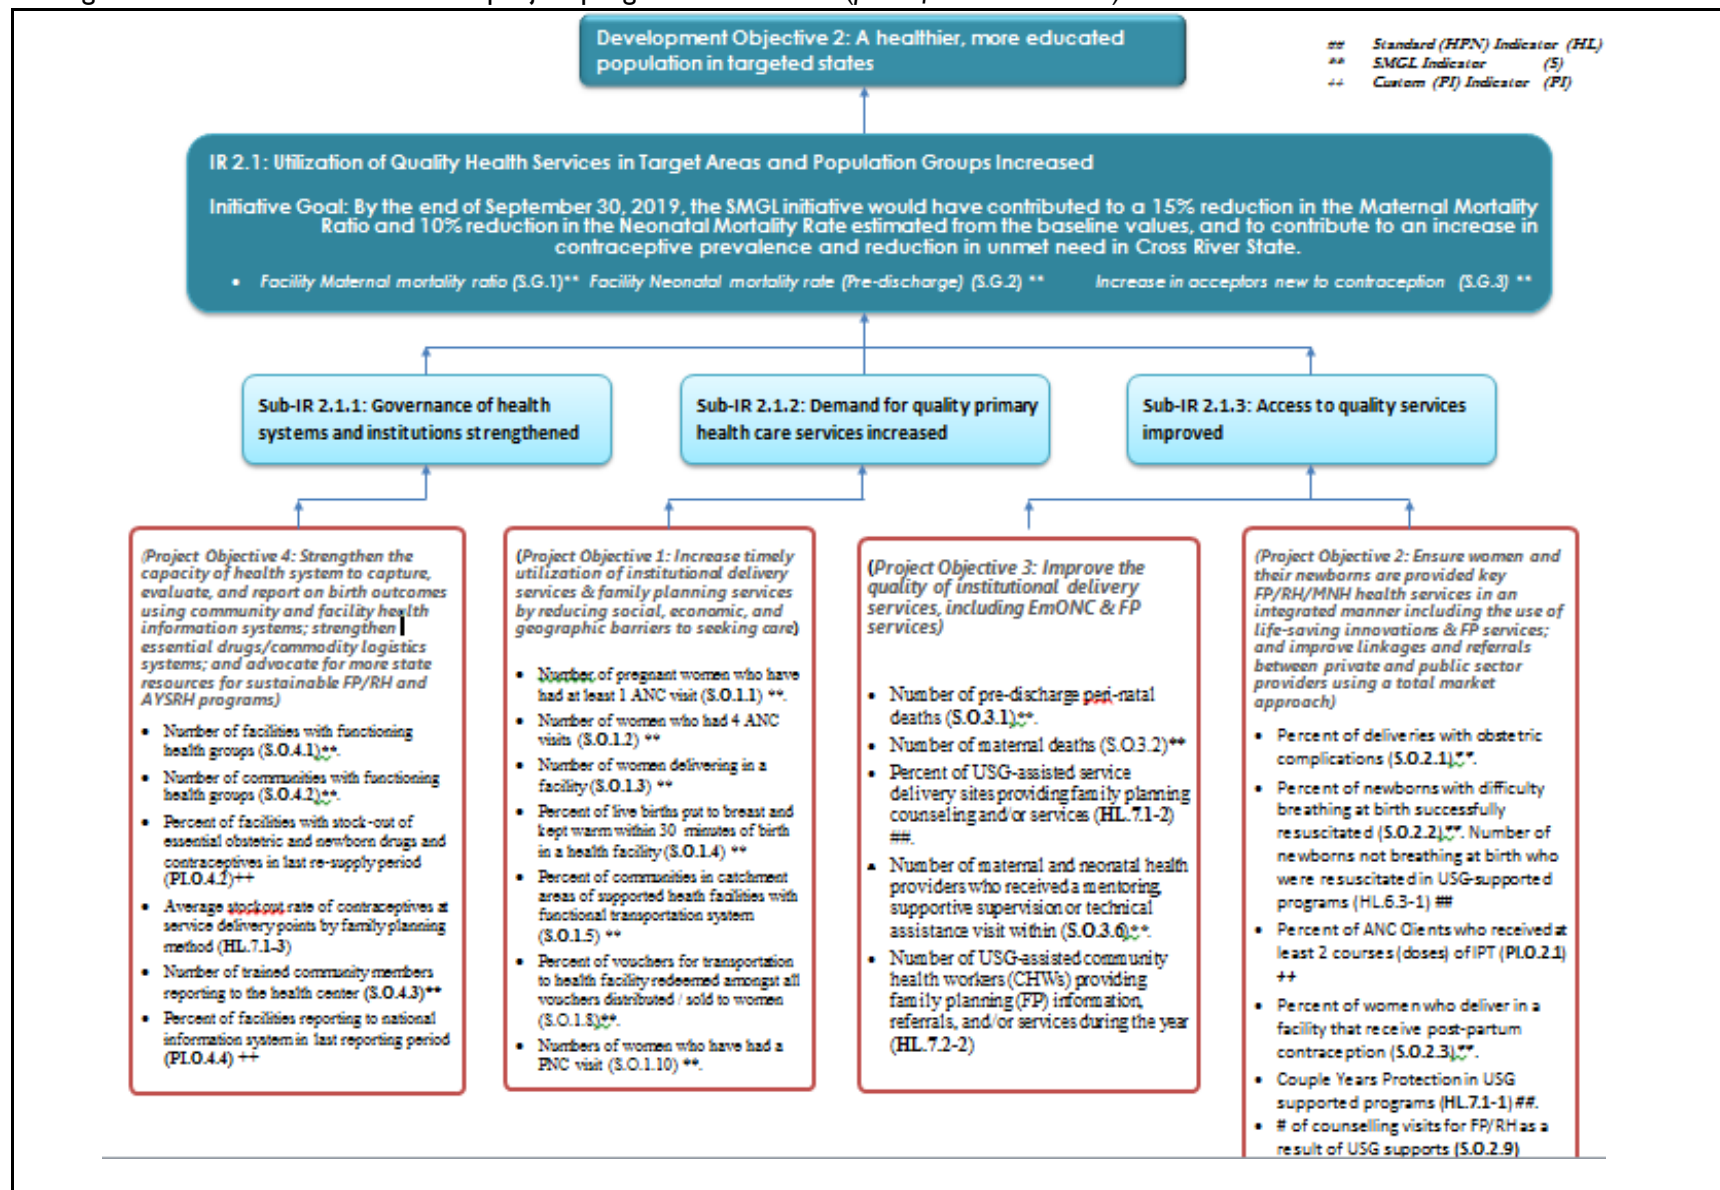 Development Objective 2: A healthier, more educated
population in targeted states
## Standard (HPN) Indicator (HL)
** SMGL Indicator (S)
++ Custom (PI) Indicator (PI)
IR 2.1: Utilization of Quality Health Services in Target Areas and Population Groups Increased
Initiative Goal: By the end of September 30, 2019, the SMGL initiative would have contributed to a 15% reduction in the Maternal Mortality
Ratio and 10% reduction in the Neonatal Mortality Rate estimated from the baseline values, and to contribute to an increase in
contraceptive prevalence and reduction in unmet need in Cross River State.
• Facility Maternal mortality ratio (S.G.1)** Facility Neonatal mortality rate (Pre-discharge) (S.G.2) ** Increase in acceptors new to contraception (S.G.3) **
Sub-IR 2.1.1: Governance of health
systems and institutions strengthened
Sub-IR 2.1.2: Demand for quality primary
health care services increased
Sub-IR 2.1.3: Access to quality services
improved
(Project Objective 4: Strengthen the
capacity of health system to capture,
evaluate, and report on birth outcomes
using community and facility health
information systems; strengthen
essential drugs/commodity logistics
systems; and advocate for more state
resources for sustainable FP/RH and
AYSRH programs)
• Number of facilities with functioning
health groups (S.O.4.1)**.
• Number of communities with functioning
health groups (S.O.4.2)**.
• Percent of facilities with stock-out of
essential obstetric and newborn drugs and
contraceptives in last re-supply period
(PI.O.4.2)++
• Average stockout rate of contraceptives at
service delivery points by family planning
method (HL.7.1-3)
• Number of trained community members
reporting to the health center (S.O.4.3)**
• Percent of facilities reporting to national
information system in last reporting period
(PI.O.4.4) ++
(Project Objective 1: Increase timely
utilization of institutional delivery
services & family planning services
by reducing social, economic, and
geographic barriers to seeking care)
• Number of pregnant women who have
had at least 1 ANC visit (S.O.1.1) **.
• Number of women who had 4 ANC
visits (S.O.1.2) **
• Number of women delivering in a
facility (S.O.1.3) **
• Percent of live births put to breast and
kept warm within 30 minutes of birth
in a health facility (S.O.1.4) **
• Percent of communities in catchment
areas of supported heath facilities with
functional transportation system
(S.O.1.5) **
• Percent of vouchers for transportation
to health facility redeemed amongst all
vouchers distributed / sold to women
(S.O.1.8)**.
• Numbers of women who have had a
PNC visit (S.O.1.10) **.
(Project Objective 3: Improve the
quality of institutional delivery
services, including EmONC & FP
services)
• Number of pre-discharge peri-natal
deaths (S.O.3.1)**.
• Number of maternal deaths (S.O.3.2)**
• Percent of USG-assisted service
delivery sites providing family planning
counseling and/or services (HL.7.1-2)
##.
• Number of maternal and neonatal health
providers who received a mentoring,
supportive supervision or technical
assistance visit within (S.O.3.6)**.
• Number of USG-assisted community
health workers (CHWs) providing
family planning (FP) information,
referrals, and/or services during the year
(HL.7.2-2)
(Project Objective 2: Ensure women and
their newborns are provided key
FP/RH/MNH health services in an
integrated manner including the use of
life-saving innovations & FP services;
and improve linkages and referrals
between private and public sector
providers using a total market
approach)
• Percent of deliveries with obstetric
complications (S.O.2.1)**.
• Percent of newborns with difficulty
breathing at birth successfully
resuscitated (S.O.2.2)**. Number of
newborns not breathing at birth who
were resuscitated in USG-supported
programs (HL.6.3-1) ##
• Percent of ANC Clients who received at
least 2 courses (doses) of IPT (PI.O.2.1)
++
• Percent of women who deliver in a
facility that receive post-partum
contraception (S.O.2.3)**.
• Couple Years Protection in USG
supported programs (HL.7.1-1) ##.
• # of counselling visits for FP/RH as a
result of USG supports (S.O.2.9)